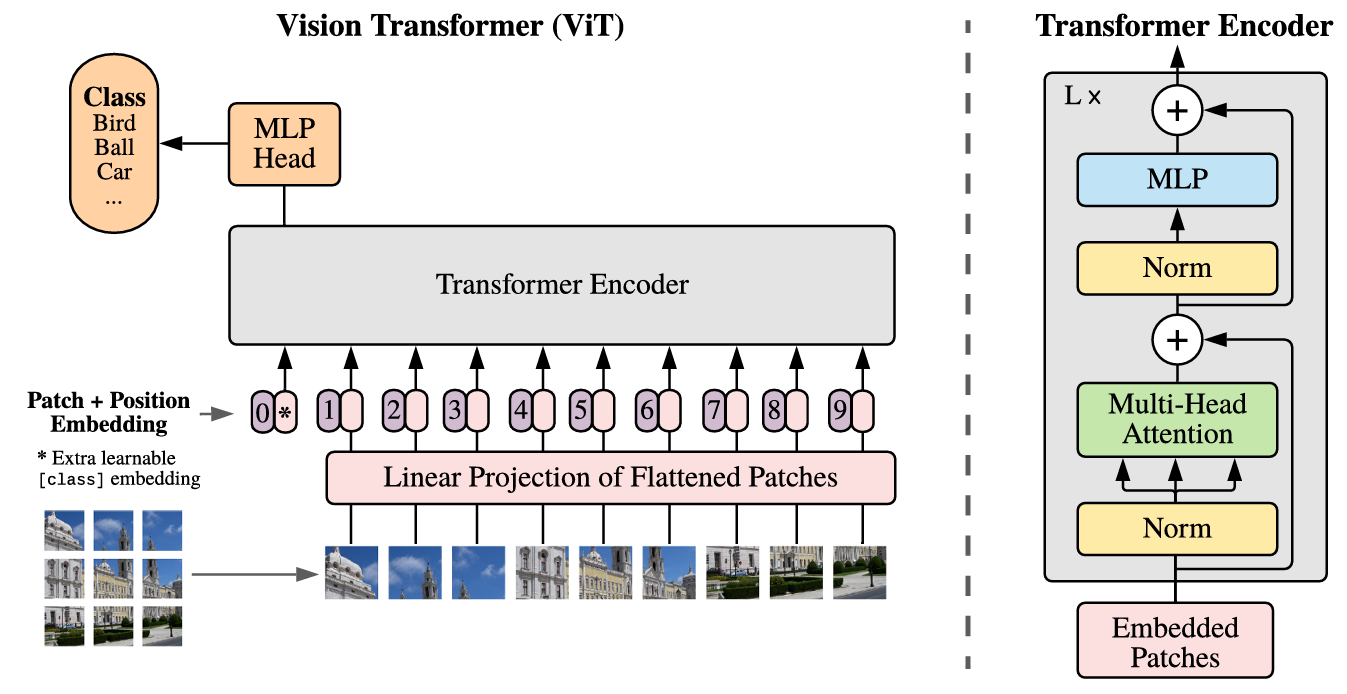 Vision Transformer (ViT)
Class
Bird
Ball
Car
...
MLP
Head
Transformer Encoder
Patch + Position
Embedding
0 * 1 2 3 4 5 6 7 8 9
* Extra learnable
[class] embedding
Linear Projection of Flattened Patches
Transformer Encoder
L ×
+
MLP
Norm
+
Multi-Head
Attention
Norm
Embedded
Patches